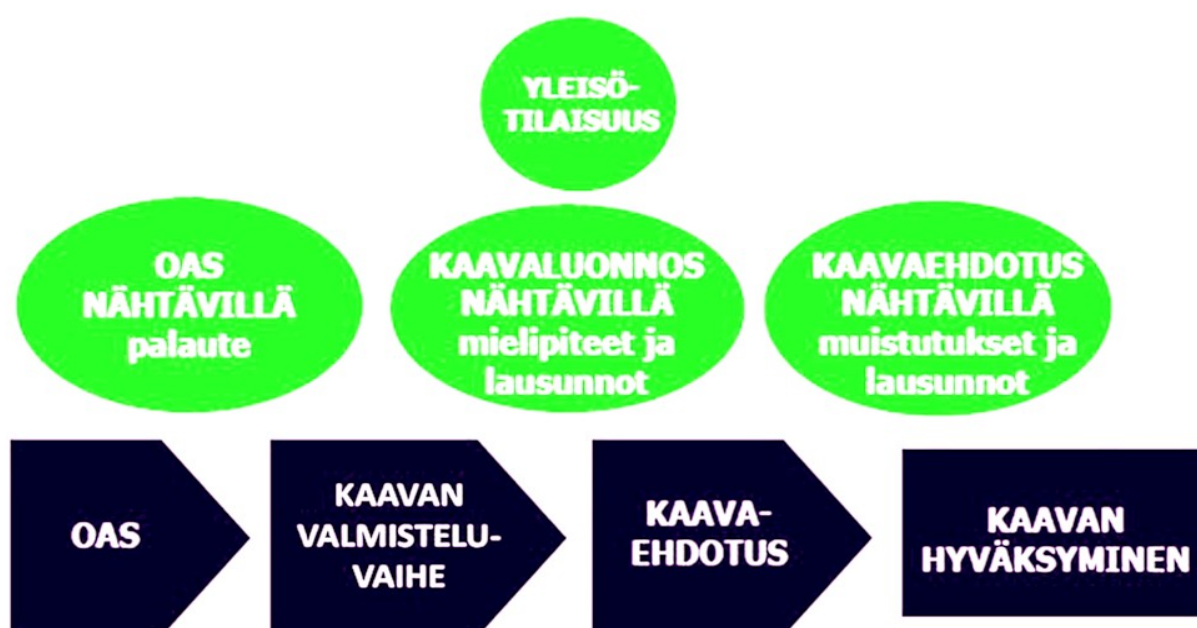 YLEISÖ-
TILAISUUS
OAS
NÄHTÄVILLÄ
palaute
KAAVALUONNOS
NÄHTÄVILLÄ
mielipiteet ja
lausunnot
KAAVAEHDOTUS
NÄHTÄVILLÄ
muistutukset ja
lausunnot
OAS
KAAVAN
VALMISTELU-
VAIHE
KAAVA-
EHDOTUS
KAAVAN
HYVÄKSYMINEN